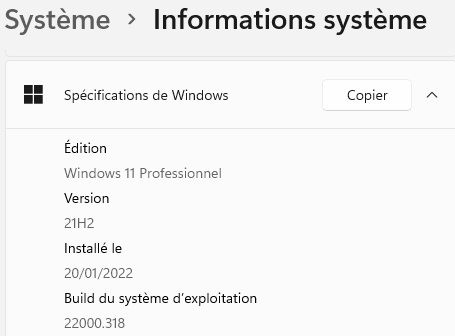 Système > Informations système
Spécifications de Windows
Copier
Édition
Windows 11 Professionnel
Version
21H2
Installé le
20/01/2022
Build du système d'exploitation
22000.318